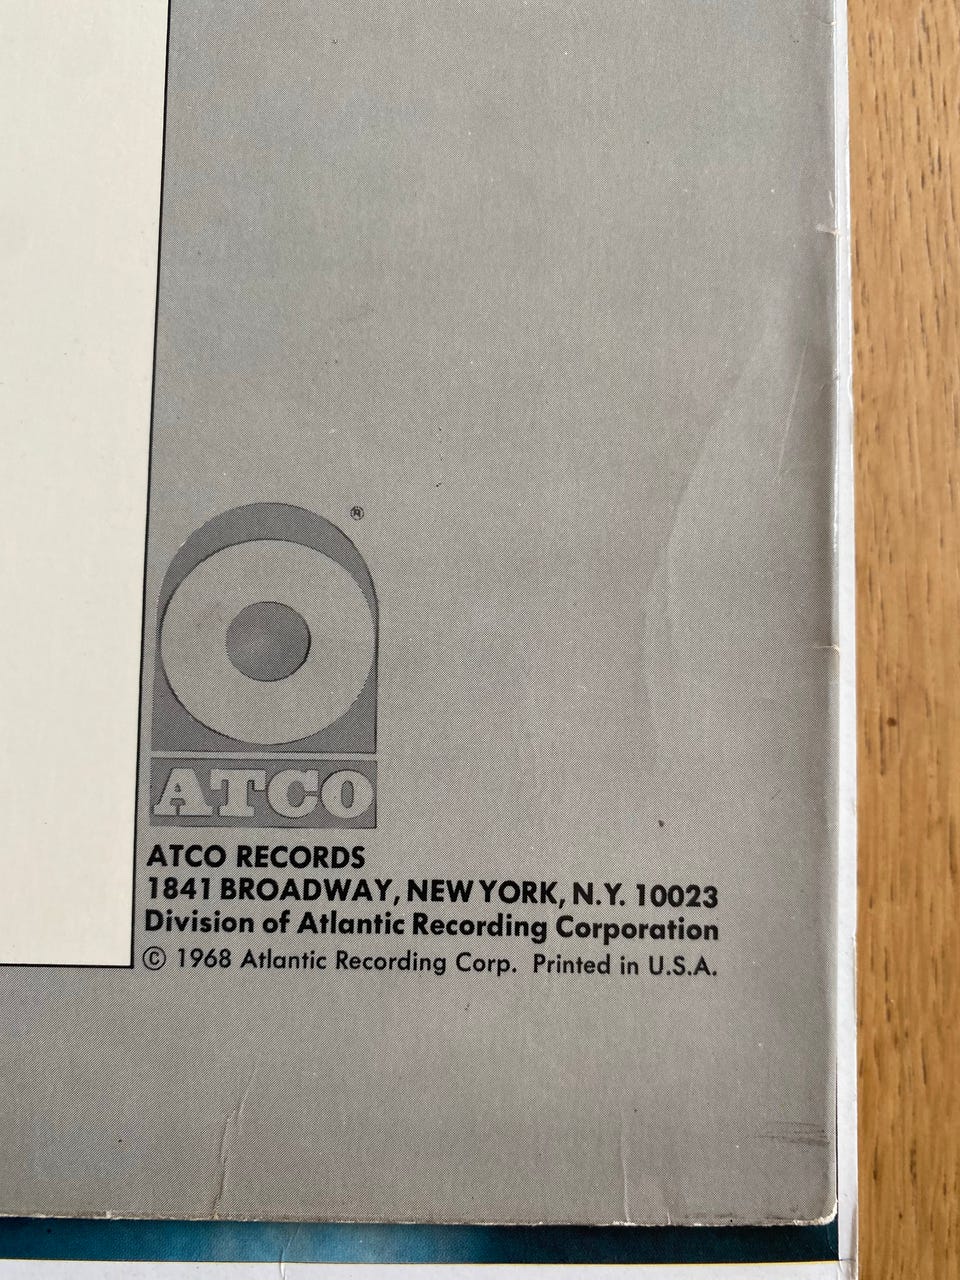 ®
ATCO
ATCO RECORDS
1841 BROADWAY, NEW YORK, N.Y. 10023
Division of Atlantic Recording Corporation
© 1968 Atlantic Recording Corp. Printed in U.S.A.